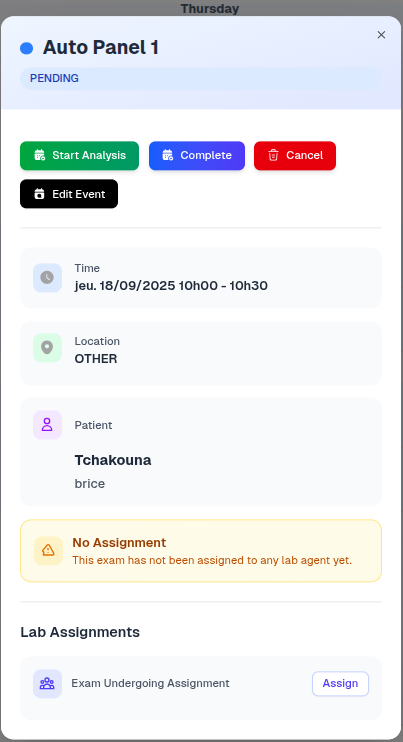 Thursday
Auto Panel 1
PENDING
Start Analysis
Complete
Cancel
Edit Event
Time
jeu. 18/09/2025 10h00 - 10h30
Location
OTHER
Patient
Tchakouna
brice
No Assignment
This exam has not been assigned to any lab agent yet.
Lab Assignments
Exam Undergoing Assignment
Assign